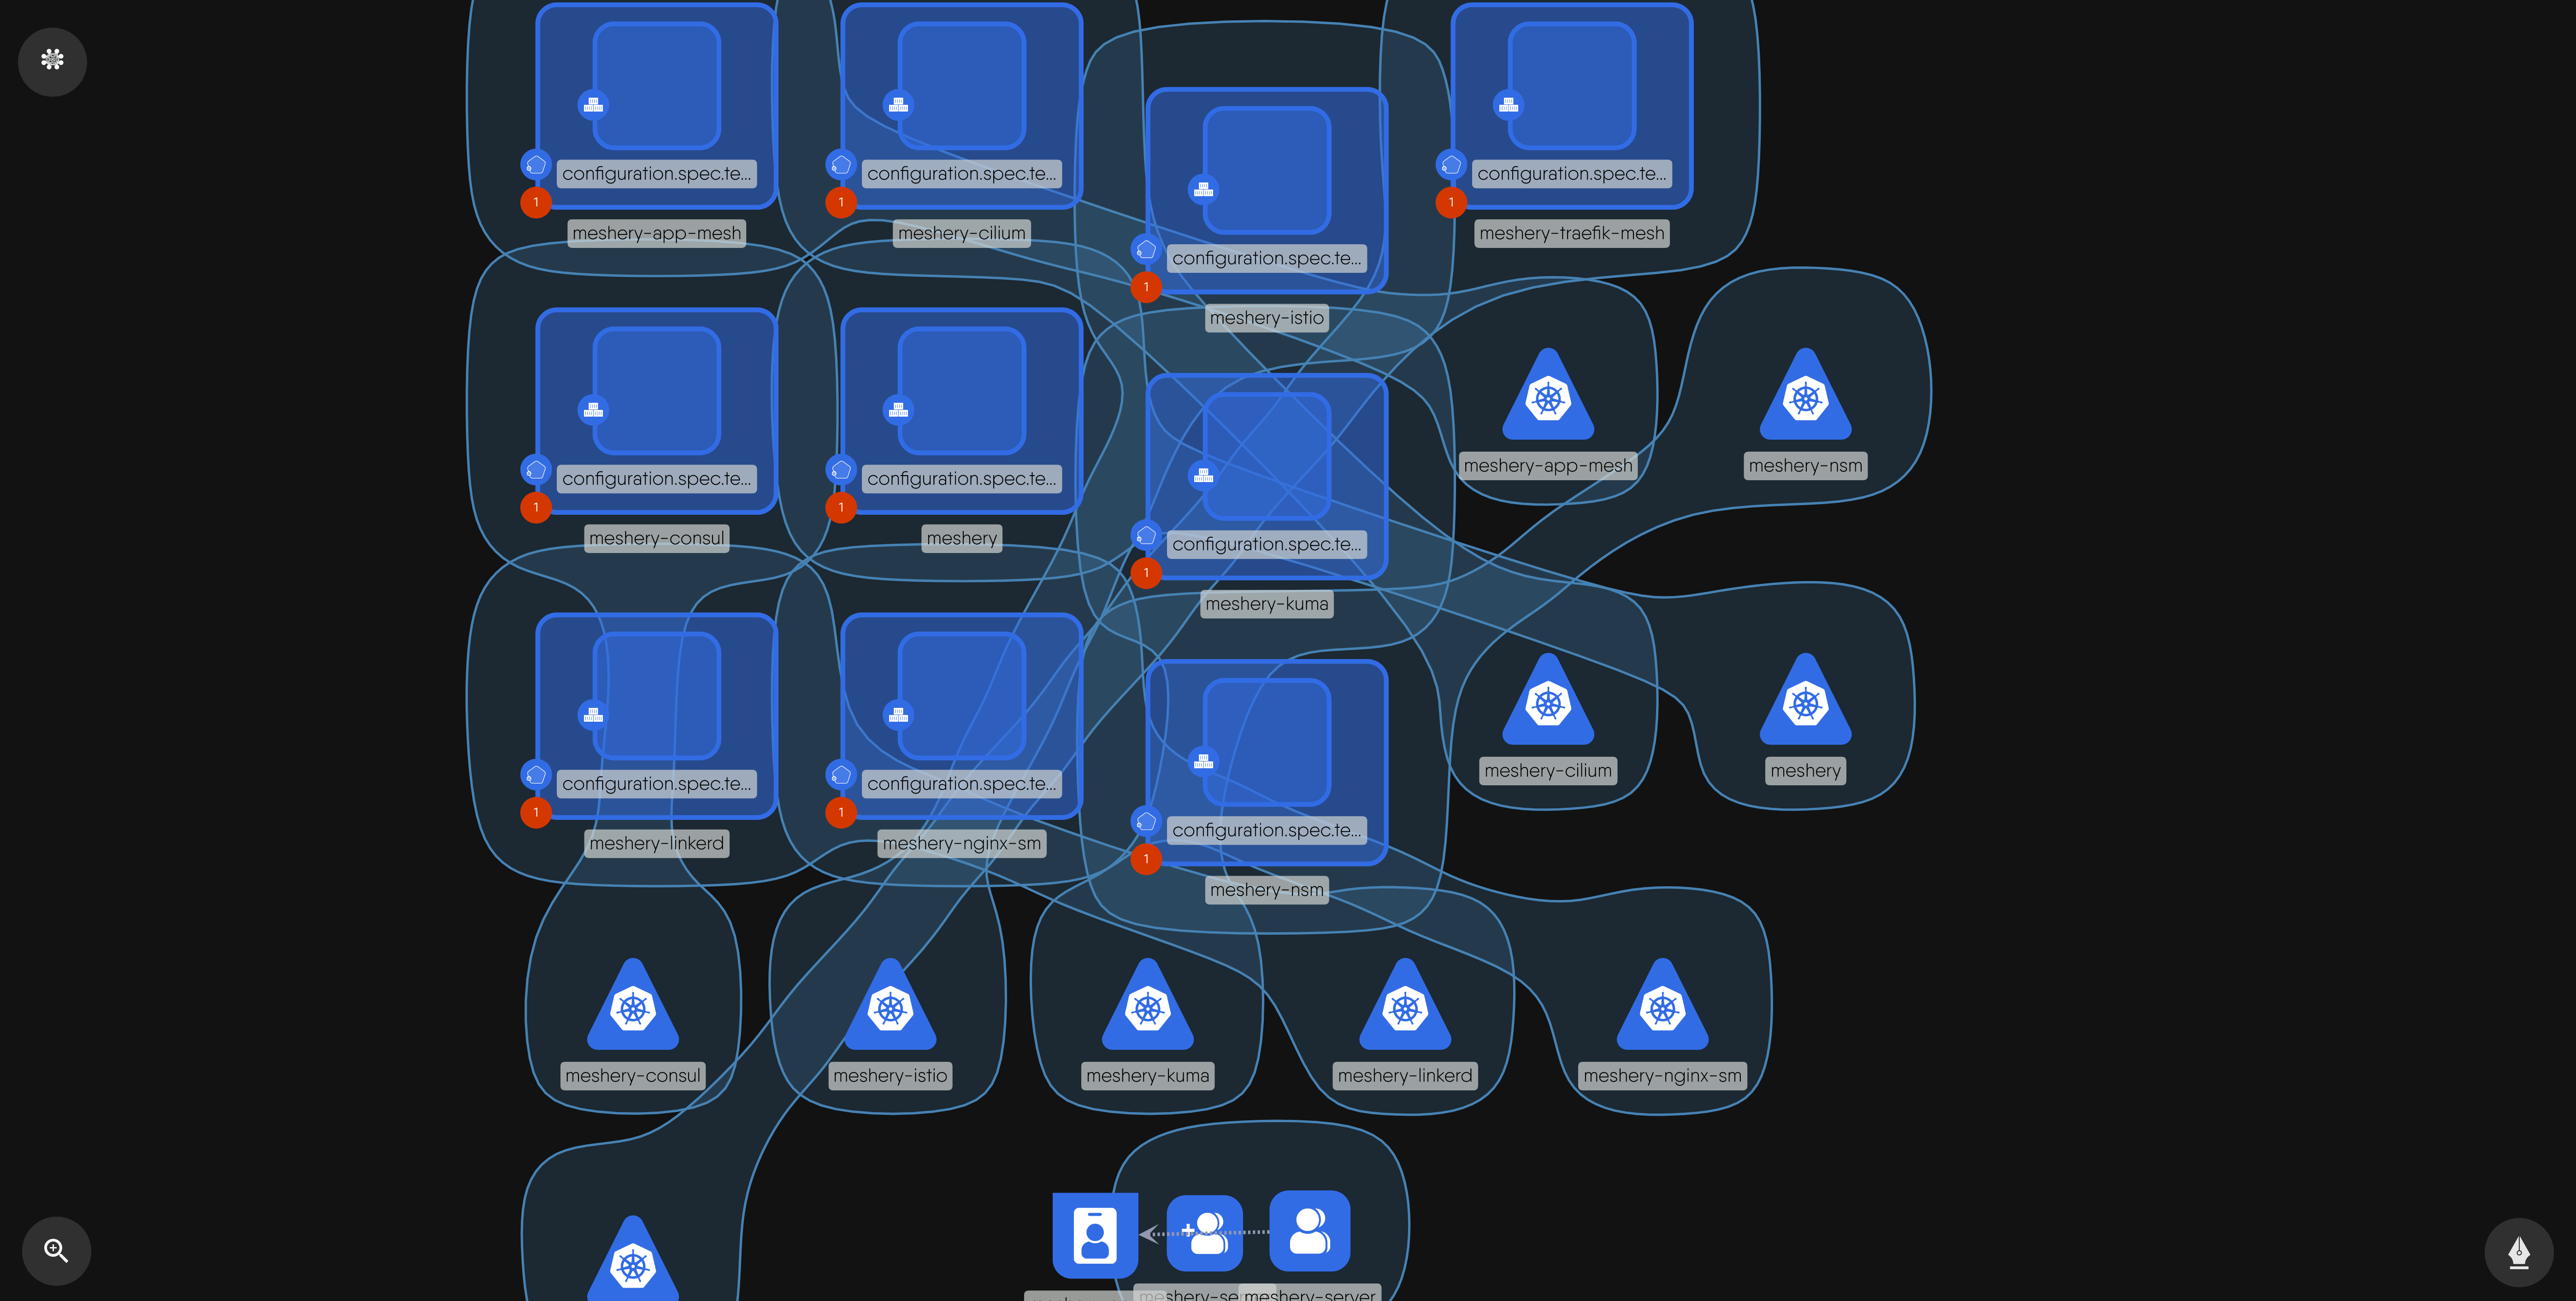 configuration.spec.te...
1
meshery-app-mesh
configuration.spec.te...
1
meshery-cilium
configuration.spec.te...
1
meshery-istio
configuration.spec.te...
1
meshery-traefik-mesh
configuration.spec.te...
1
meshery-consul
configuration.spec.te...
1
meshery
configuration.spec.te...
1
meshery-kuma
meshery-app-mesh
meshery-nsm
configuration.spec.te...
1
meshery-linkerd
configuration.spec.te...
1
meshery-nginx-sm
configuration.spec.te...
1
meshery-nsm
meshery-cilium
meshery
meshery-consul
meshery-istio
meshery-kuma
meshery-linkerd
meshery-nginx-sm
meshery-server